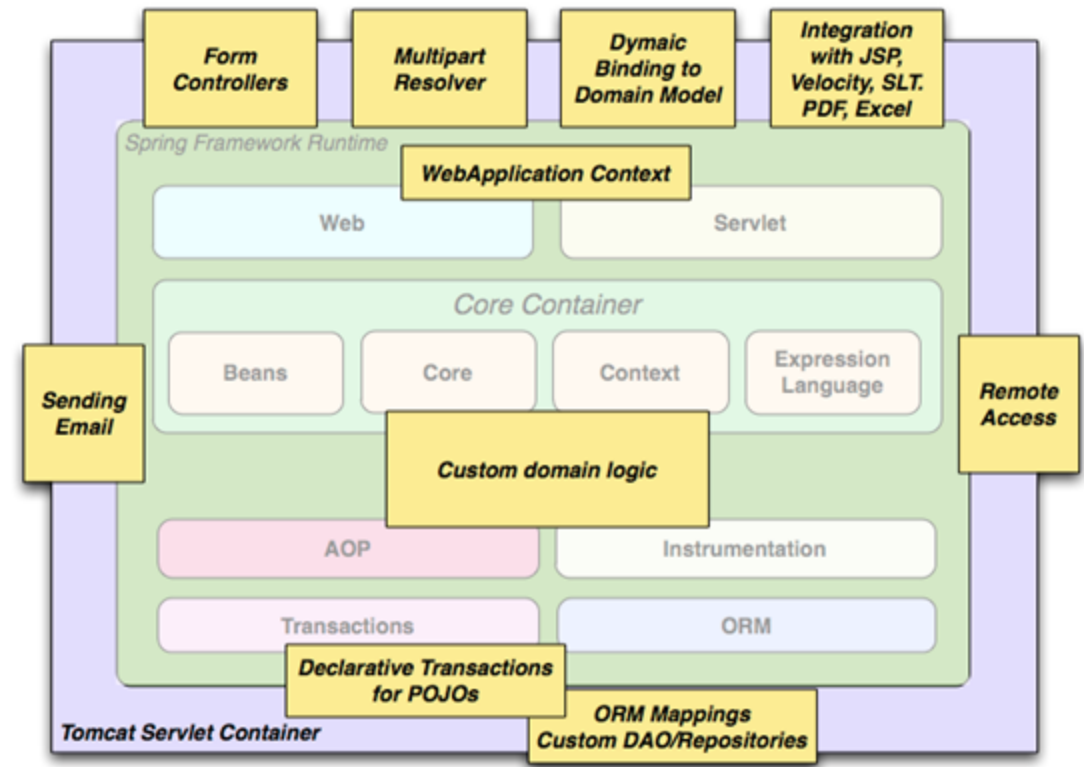 Form
Controllers
Multipart
Resolver
Dymaic
Binding to
Domain Model
Integration
with JSP,
Velocity, SLT.
PDF, Excel
Spring Framework Runtime
WebApplication Context
Web
Servlet
Core Container
Beans
Core
Context
Expression
Language
Sending
Email
Remote
Access
Custom domain logic
AOP
Instrumentation
Transactions
ORM
Declarative Transactions
for POJOs
ORM Mappings
Custom DAO/Repositories
Tomcat Servlet Container